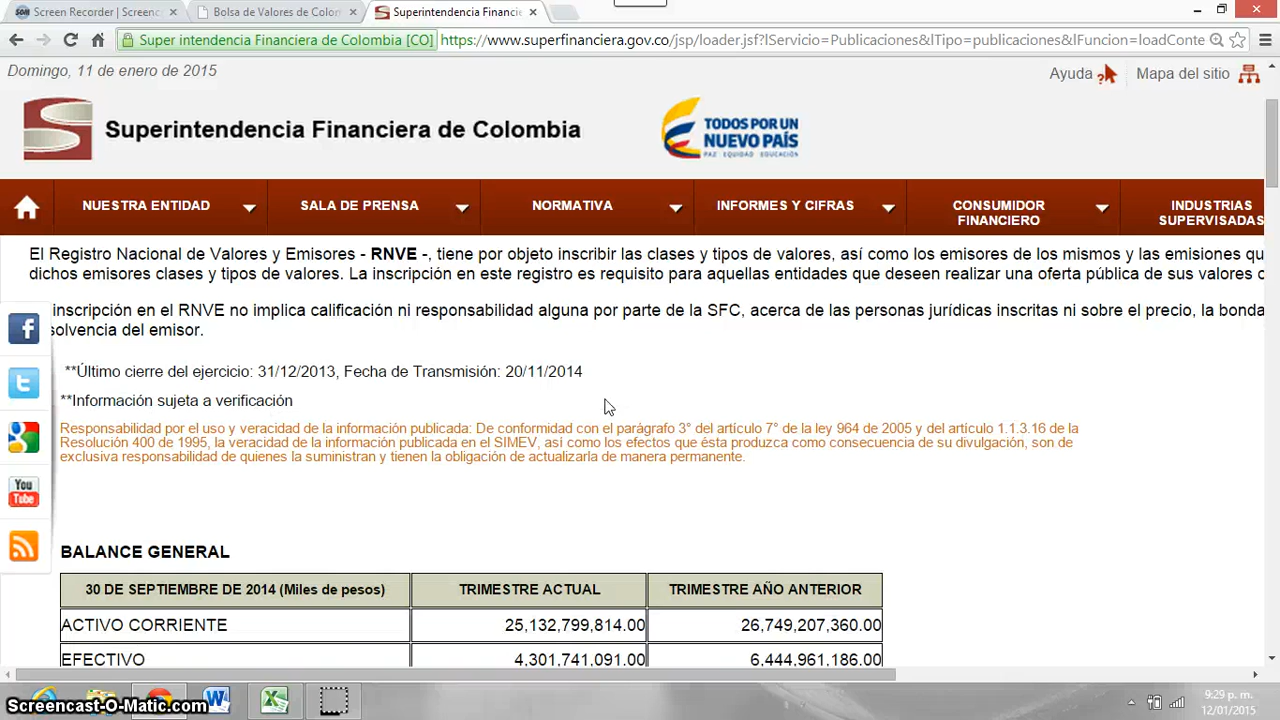 Screen Recorder | Screenc
Bolsa de Valores de Colom
Superintendencia Financie
Super intendencia Financiera de Colombia [CO] https://www.superfinanciera.gov.co/jsp/loader.jsf?lServicio=Publicaciones&lTipo=publicaciones&lFuncion=loadConte
Domingo, 11 de enero de 2015
Ayuda
Mapa del sitio
Superintendencia Financiera de Colombia
TODOS POR UN
NUEVO PAÍS
PAZ EQUIDAD EDUCACIÓN
NUESTRA ENTIDAD
SALA DE PRENSA
NORMATIVA
INFORMES Y CIFRAS
CONSUMIDOR
FINANCIERO
INDUSTRIAS
SUPERVISADAS
El Registro Nacional de Valores y Emisores - RNVE -, tiene por objeto inscribir las clases y tipos de valores, así como los emisores de los mismos y las emisiones qu
dichos emisores clases y tipos de valores. La inscripción en este registro es requisito para aquellas entidades que deseen realizar una oferta pública de sus valores o
inscripción en el RNVE no implica calificación ni responsabilidad alguna por parte de la SFC, acerca de las personas jurídicas inscritas ni sobre el precio, la bonda
solvencia del emisor.
**Último cierre del ejercicio: 31/12/2013, Fecha de Transmisión: 20/11/2014
**Información sujeta a verificación
Responsabilidad por el uso y veracidad de la información publicada: De conformidad con el parágrafo 3° del artículo 7° de la ley 964 de 2005 y del artículo 1.1.3.16 de la
Resolución 400 de 1995, la veracidad de la información publicada en el SIMEV, así como los efectos que ésta produzca como consecuencia de su divulgación, son de
exclusiva responsabilidad de quienes la suministran y tienen la obligación de actualizarla de manera permanente.
You
Tube
BALANCE GENERAL
30 DE SEPTIEMBRE DE 2014 (Miles de pesos) TRIMESTRE ACTUAL TRIMESTRE AÑO ANTERIOR
ACTIVO CORRIENTE 25,132,799,814.00 26,749,207,360.00
EFECTIVO 4,301,741,091.00 6,444,961,186.00
Screencast-O-Matic.com
9:29 p. m.
12/01/2015